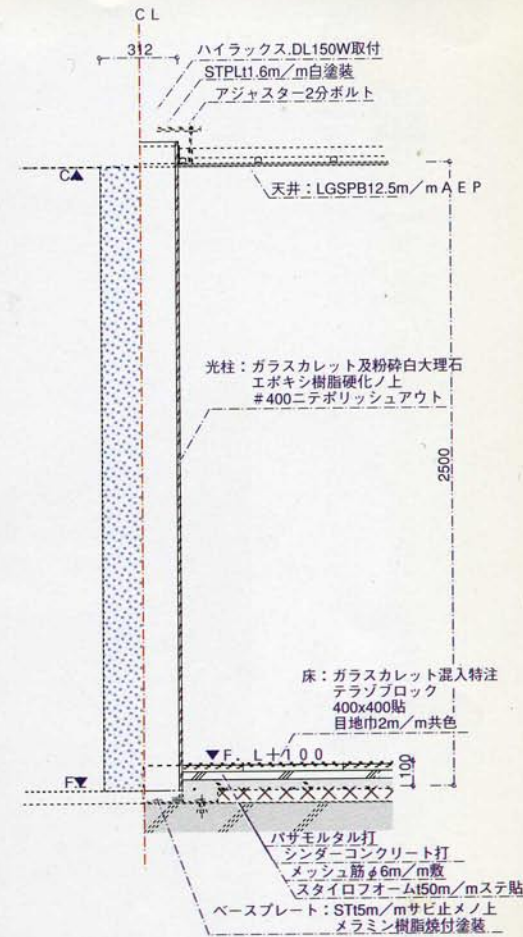 C L
312
ハイラックス.DL150W取付
STPLt1.6m/m白塗装
アジャスター2分ボルト
C▲
天井:LGSPB12.5m/mAEP
光柱:ガラスカレット及粉砕白大理石
エポキシ樹脂硬化ノ上
#400ニテポリッシュアウト
2500
床:ガラスカレット混入特注
テラゾブロック
400x400貼
目地巾2m/m共色
▼F.L+100
100
F▼
バサモルタル打
シンダーコンクリート打
メッシュ筋φ6m/m敷
スタイロフォームt50m/mステ貼
ベースプレート:STt5m/mサビ止メノ上
メラミン樹脂焼付塗装